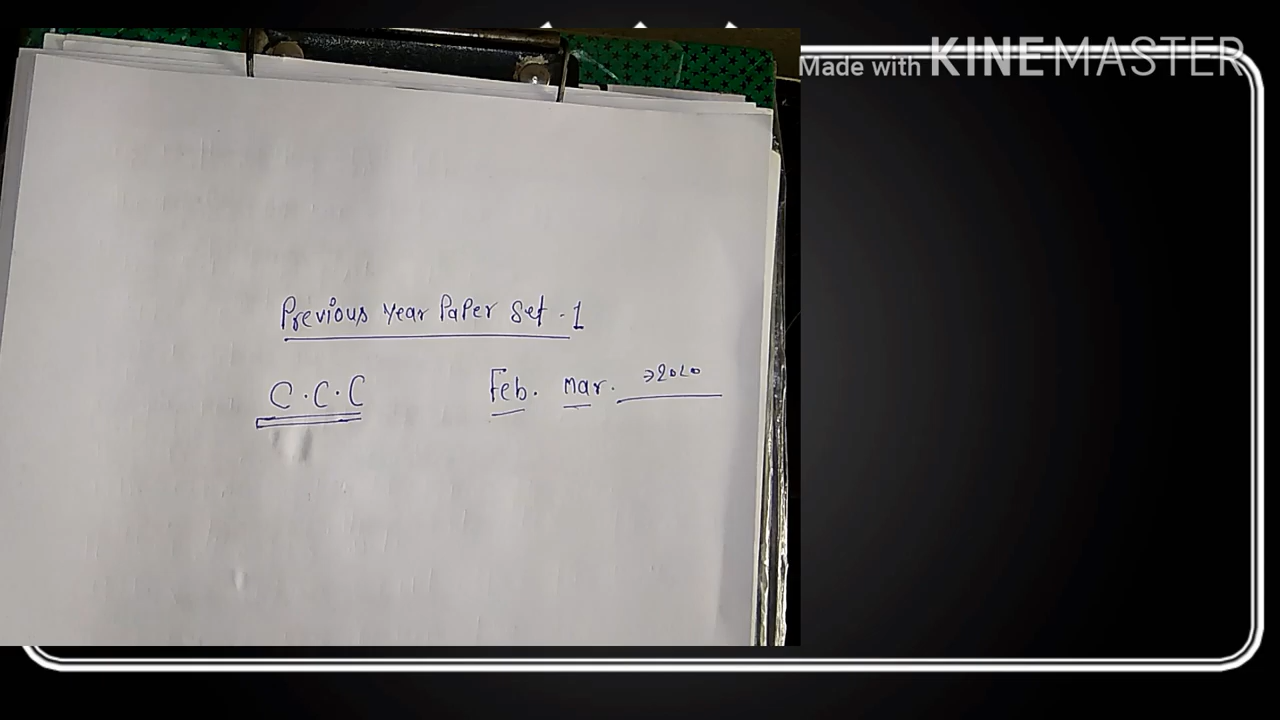 Made with KINEMASTER
Previous Year Paper Set - 1
C.C.C Feb. Mar. →2020